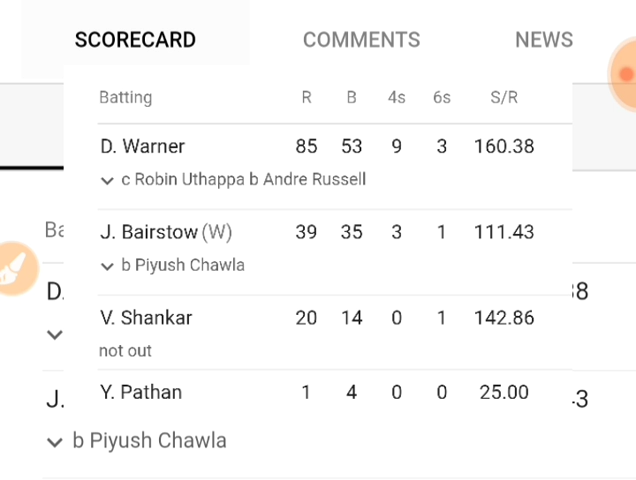 SCORECARD COMMENTS NEWS
Batting R B 4s 6s S/R
D. Warner 85 53 9 3 160.38
c Robin Uthappa b Andre Russell
Ba J. Bairstow (W) 39 35 3 1 111.43
b Piyush Chawla
D. V. Shankar 20 14 0 1 142.86
not out
J. Y. Pathan 1 4 0 0 25.00
b Piyush Chawla